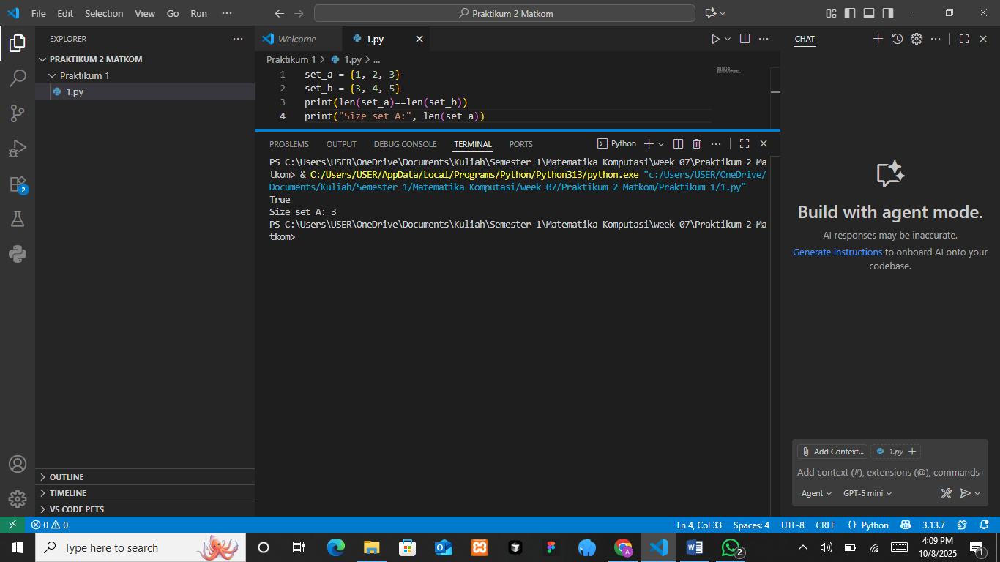 File Edit Selection View Go Run ···
Praktikum 2 Matkom
EXPLORER
PRAKTIKUM 2 MATKOM
Praktikum 1
1.py
OUTLINE
TIMELINE
VS CODE PETS
2
Welcome
1.py
Praktikum 1 > 1.py > ...
1 set_a = {1, 2, 3}
2 set_b = {3, 4, 5}
3 print(len(set_a)==len(set_b))
4 print("Size set A:", len(set_a))
PROBLEMS OUTPUT DEBUG CONSOLE TERMINAL PORTS
Python
PS C:\Users\USER\OneDrive\Documents\Kuliah\Semester 1\Matematika Komputasi\week 07\Praktikum 2 Ma
tkom> & C:/Users/USER/AppData/Local/Programs/Python/Python313/python.exe "c:/Users/USER/OneDrive/
Documents/Kuliah/Semester 1/Matematika Komputasi/week 07/Praktikum 2 Matkom/Praktikum 1/1.py"
True
Size set A: 3
PS C:\Users\USER\OneDrive\Documents\Kuliah\Semester 1\Matematika Komputasi\week 07\Praktikum 2 Ma
tkom>
CHAT
Build with agent mode.
AI responses may be inaccurate.
Generate instructions to onboard AI onto your
codebase.
Add Context... 1.py
Add context (#), extensions (@), commands
Agent GPT-5 mini
0 0
Ln 4, Col 33 Spaces: 4 UTF-8 CRLF {} Python 3.13.7
Type here to search
A
2
4:09 PM
10/8/2025
1